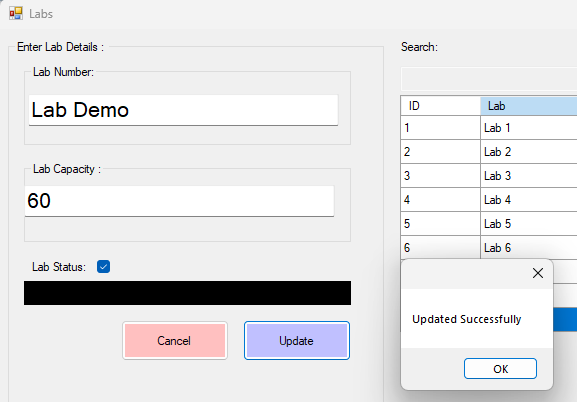 Labs
Enter Lab Details :
Lab Number:
Lab Demo
Lab Capacity :
60
Lab Status:
Cancel
Update
Search:
ID Lab
1 Lab 1
2 Lab 2
3 Lab 3
4 Lab 4
5 Lab 5
6 Lab 6
Updated Successfully
OK